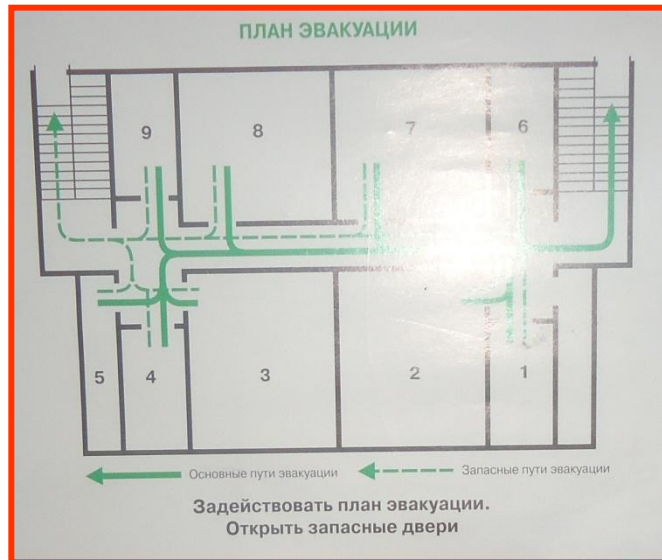 ПЛАН ЭВАКУАЦИИ
9
8
7
6
5
4
3
2
1
Основные пути эвакуации
Запасные пути эвакуации
Задействовать план эвакуации.
Открыть запасные двери